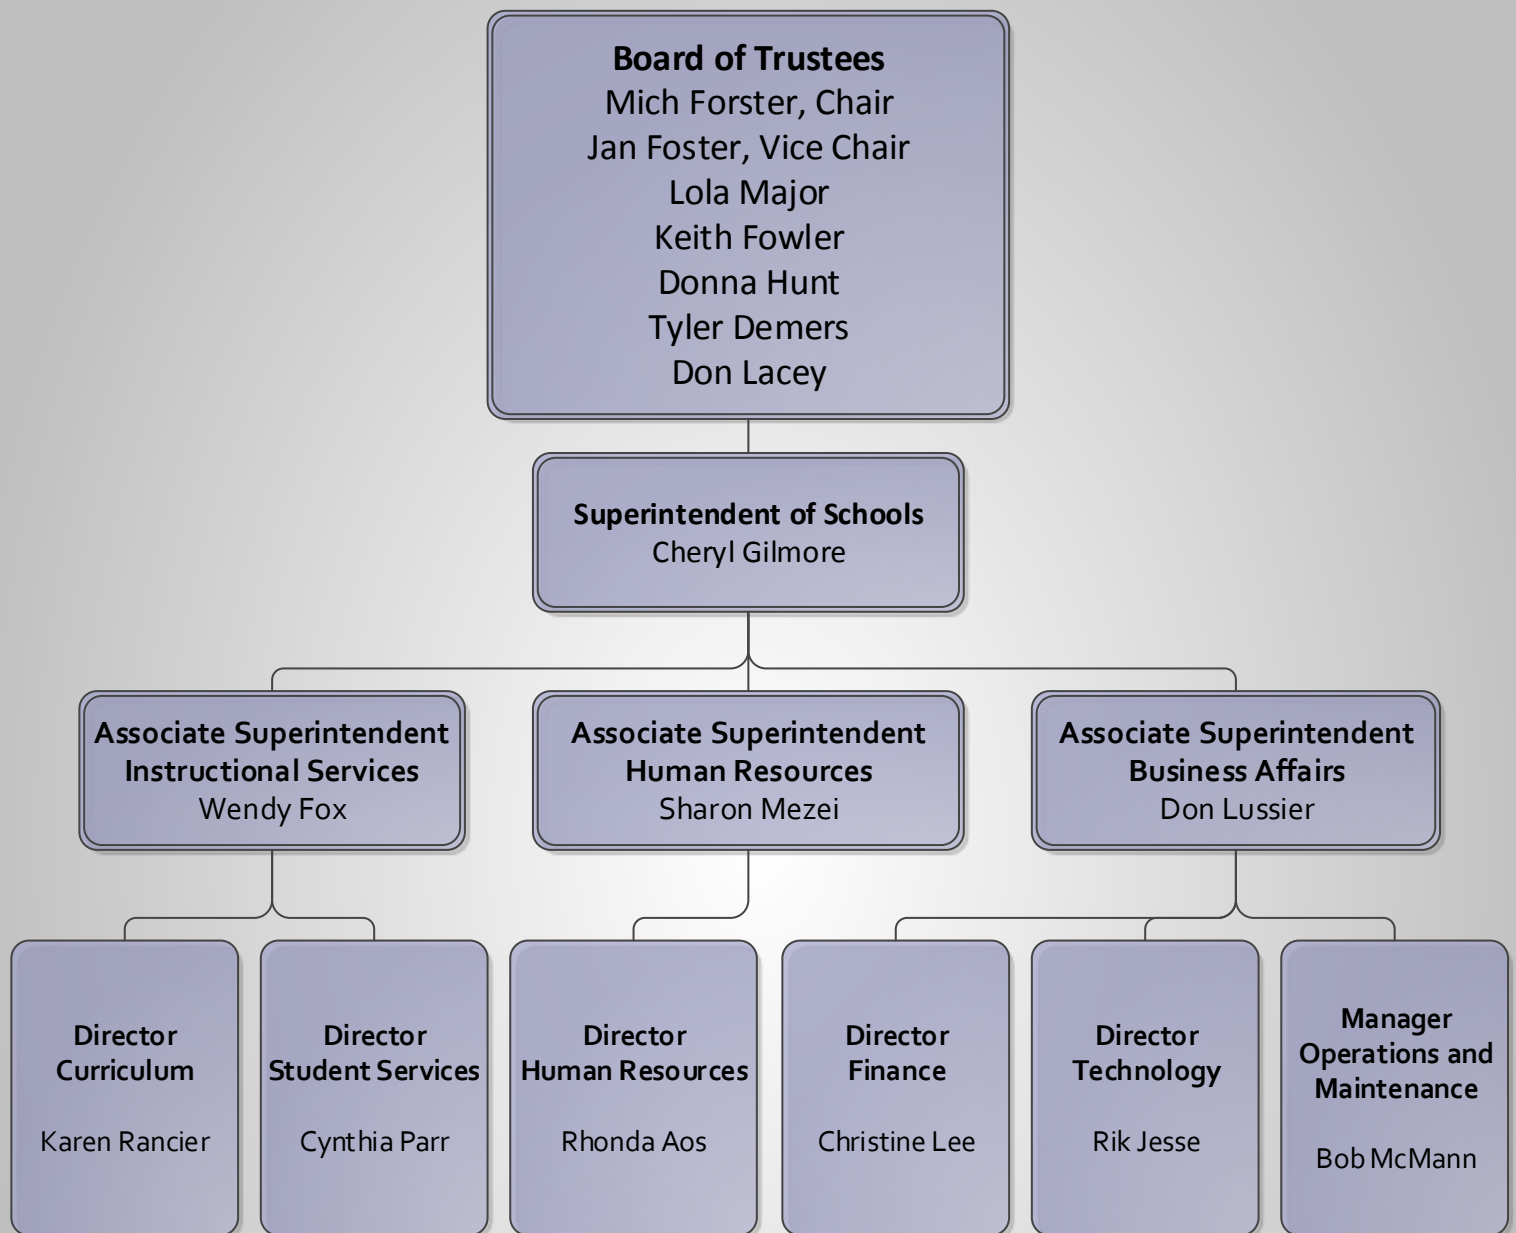 Board of Trustees
Mich Forster, Chair
Jan Foster, Vice Chair
Lola Major
Keith Fowler
Donna Hunt
Tyler Demers
Don Lacey
Superintendent of Schools
Cheryl Gilmore
Associate Superintendent
Instructional Services
Wendy Fox
Associate Superintendent
Human Resources
Sharon Mezei
Associate Superintendent
Business Affairs
Don Lussier
Director
Curriculum
Karen Rancier
Director
Student Services
Cynthia Parr
Director
Human Resources
Rhonda Aos
Director
Finance
Christine Lee
Director
Technology
Rik Jesse
Manager
Operations and
Maintenance
Bob McMann